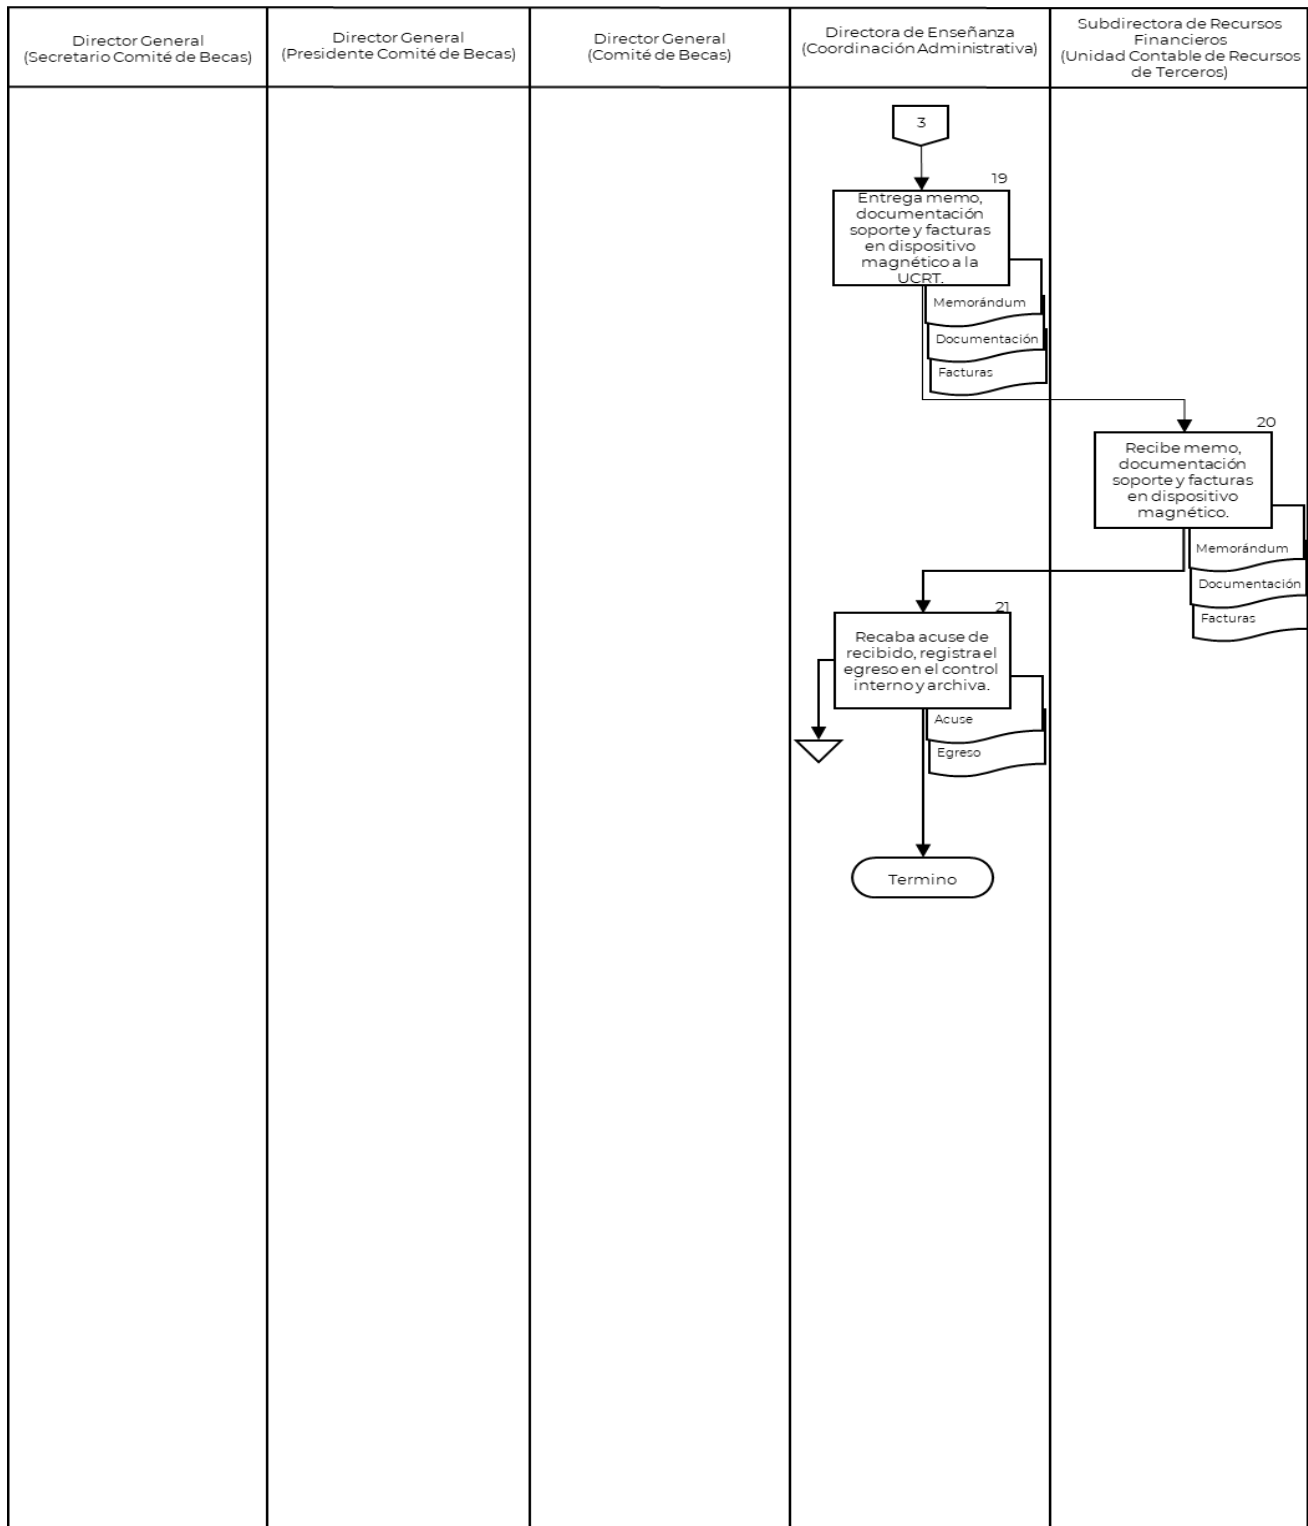 Director General
(Secretario Comité de Becas)
Director General
(Presidente Comité de Becas)
Director General
(Comité de Becas)
Directora de Enseñanza
(Coordinación Administrativa)
Subdirectora de Recursos
Financieros
(Unidad Contable de Recursos
de Terceros)
3
19
Entrega memo,
documentación
soporte y facturas
en dispositivo
magnético a la
UCRT.
Memorándum
Documentación
Facturas
20
Recibe memo,
documentación
soporte y facturas
en dispositivo
magnético.
Memorándum
Documentación
Facturas
21
Recaba acuse de
recibido, registra el
egreso en el control
interno y archiva.
Acuse
Egreso
Termino